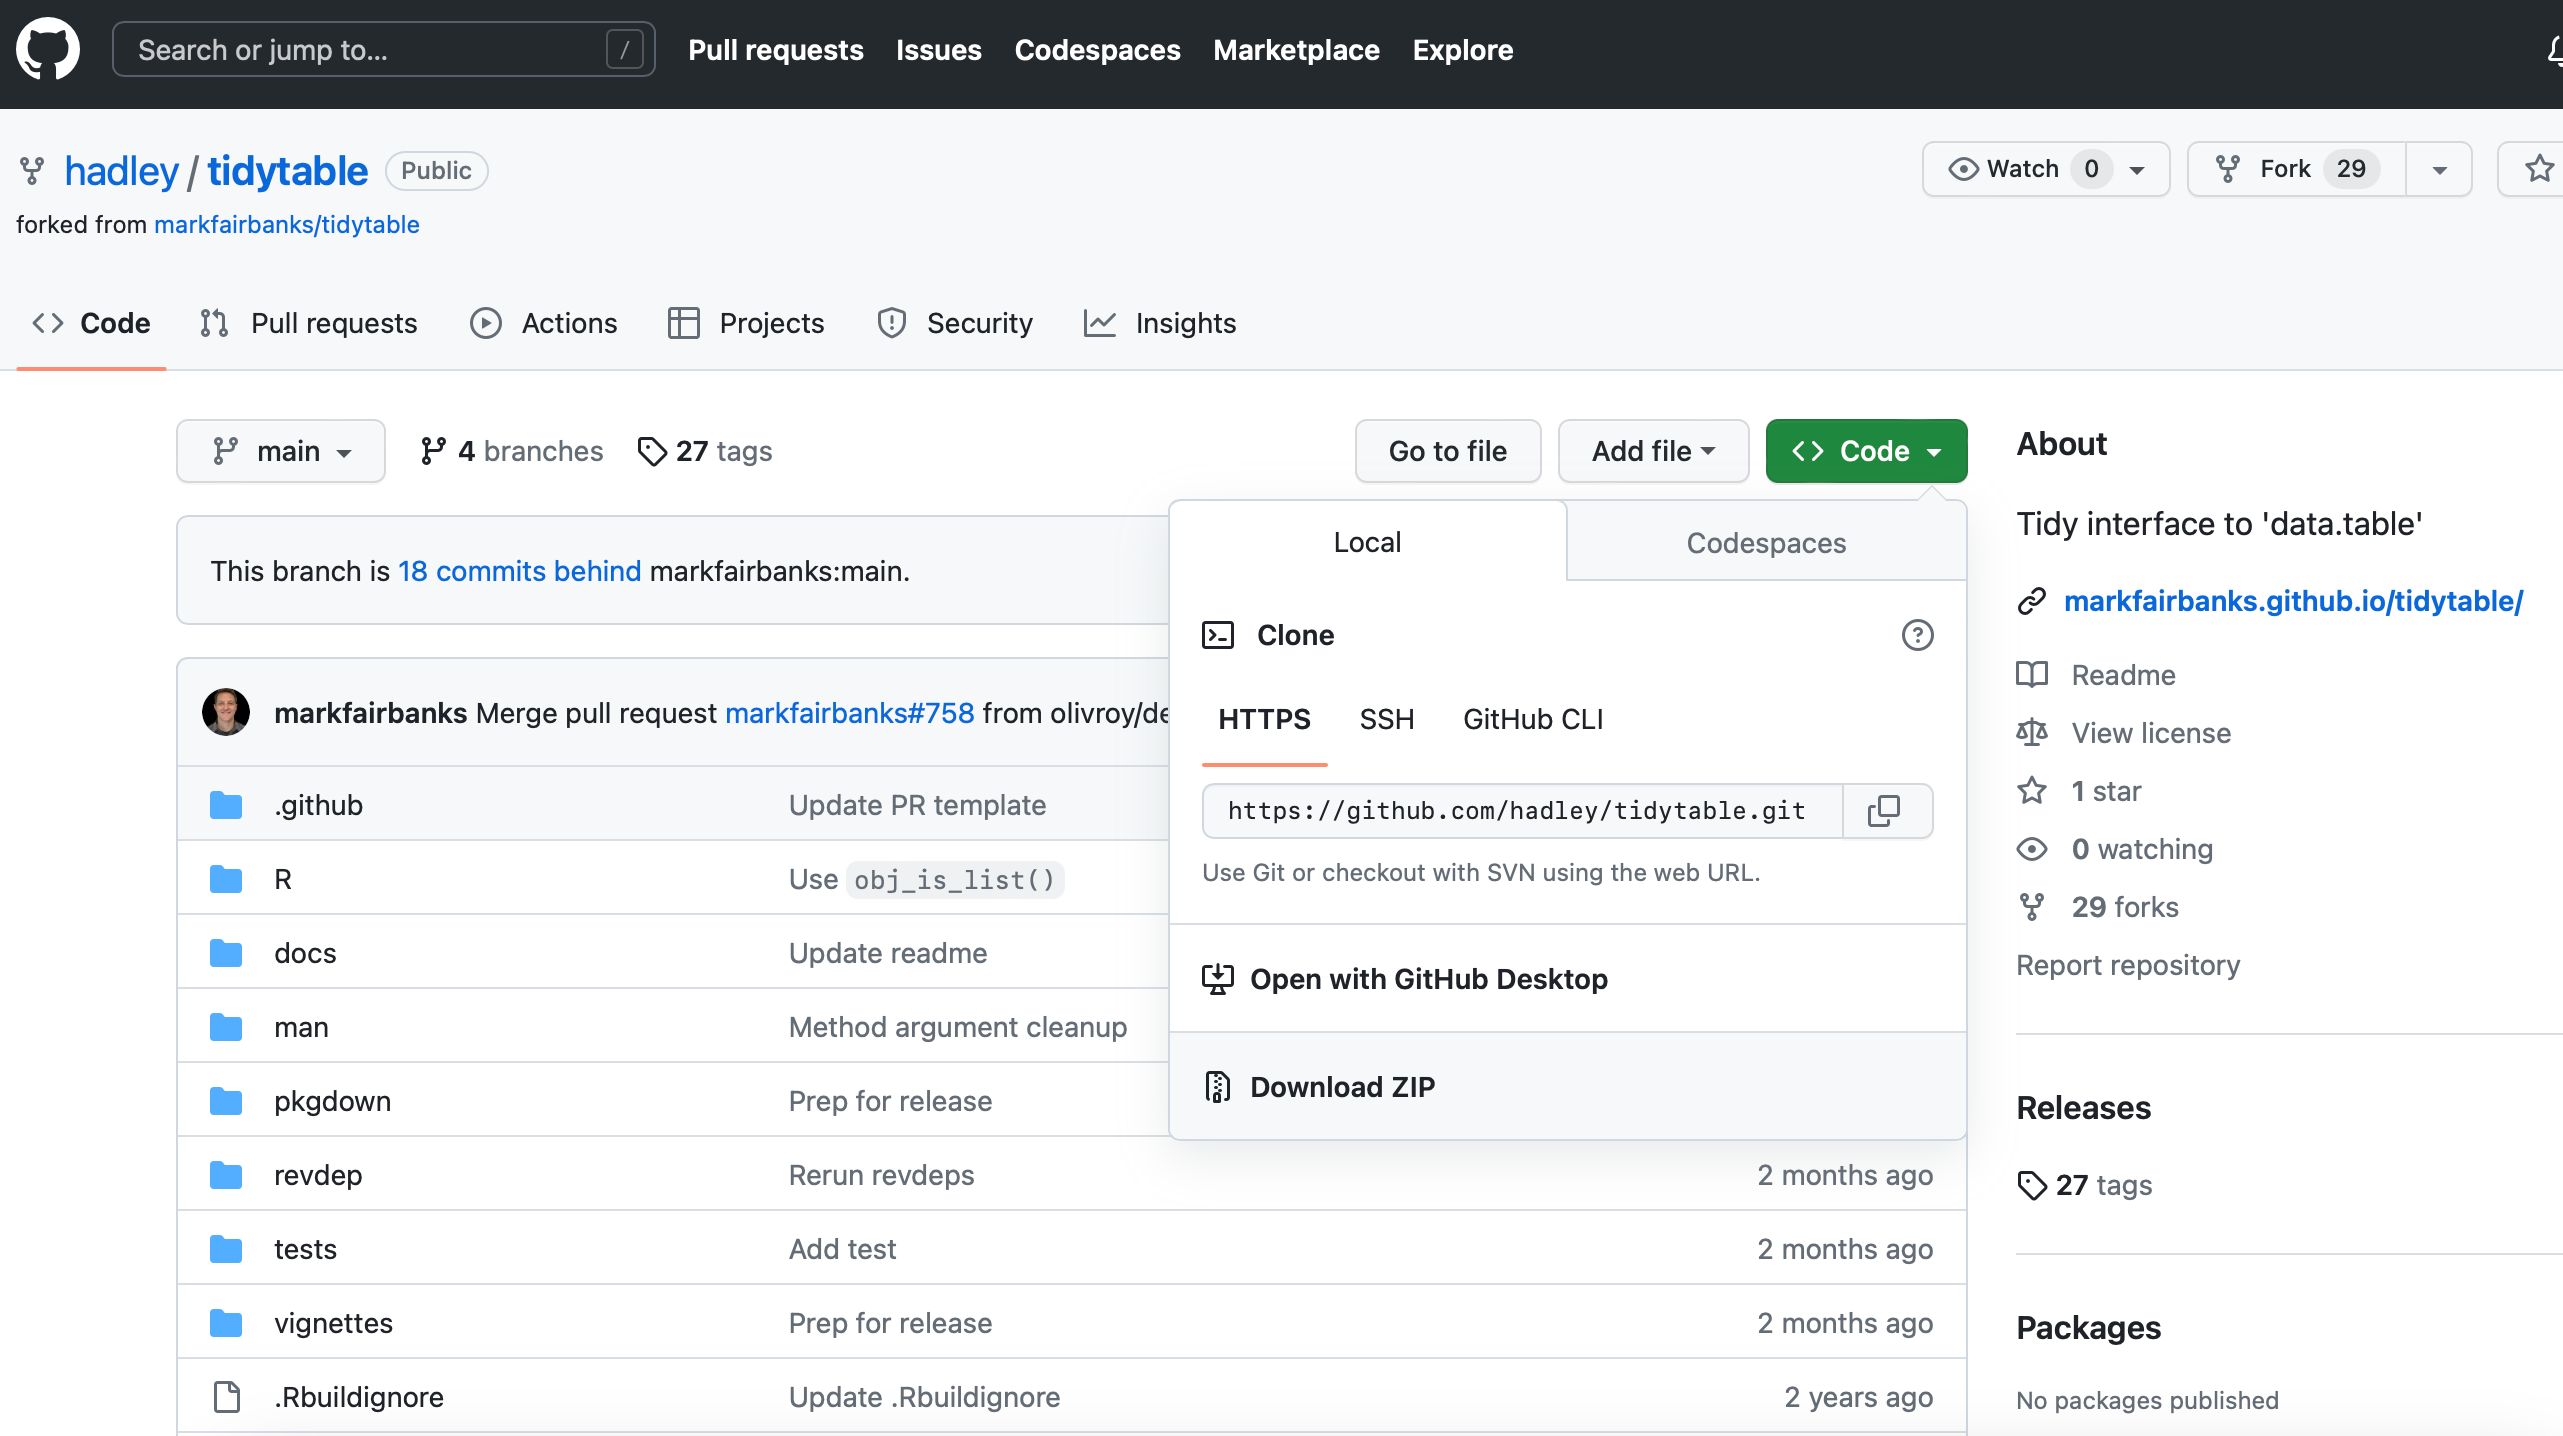 Search or jump to... /
Pull requests Issues Codespaces Marketplace Explore
hadley / tidytable Public
Watch 0
Fork 29
forked from markfairbanks/tidytable
Code Pull requests Actions Projects Security Insights
main 4 branches 27 tags
Go to file Add file Code
This branch is 18 commits behind markfairbanks:main.
markfairbanks Merge pull request markfairbanks#758 from olivroy/de
.github Update PR template
R Use obj_is_list()
docs Update readme
man Method argument cleanup
pkgdown Prep for release
revdep Rerun revdeps 2 months ago
tests Add test 2 months ago
vignettes Prep for release 2 months ago
.Rbuildignore Update .Rbuildignore 2 years ago
Local Codespaces
Clone
HTTPS SSH GitHub CLI
https://github.com/hadley/tidytable.git
Use Git or checkout with SVN using the web URL.
Open with GitHub Desktop
Download ZIP
About
Tidy interface to 'data.table'
markfairbanks.github.io/tidytable/
Readme
View license
1 star
0 watching
29 forks
Report repository
Releases
27 tags
Packages
No packages published